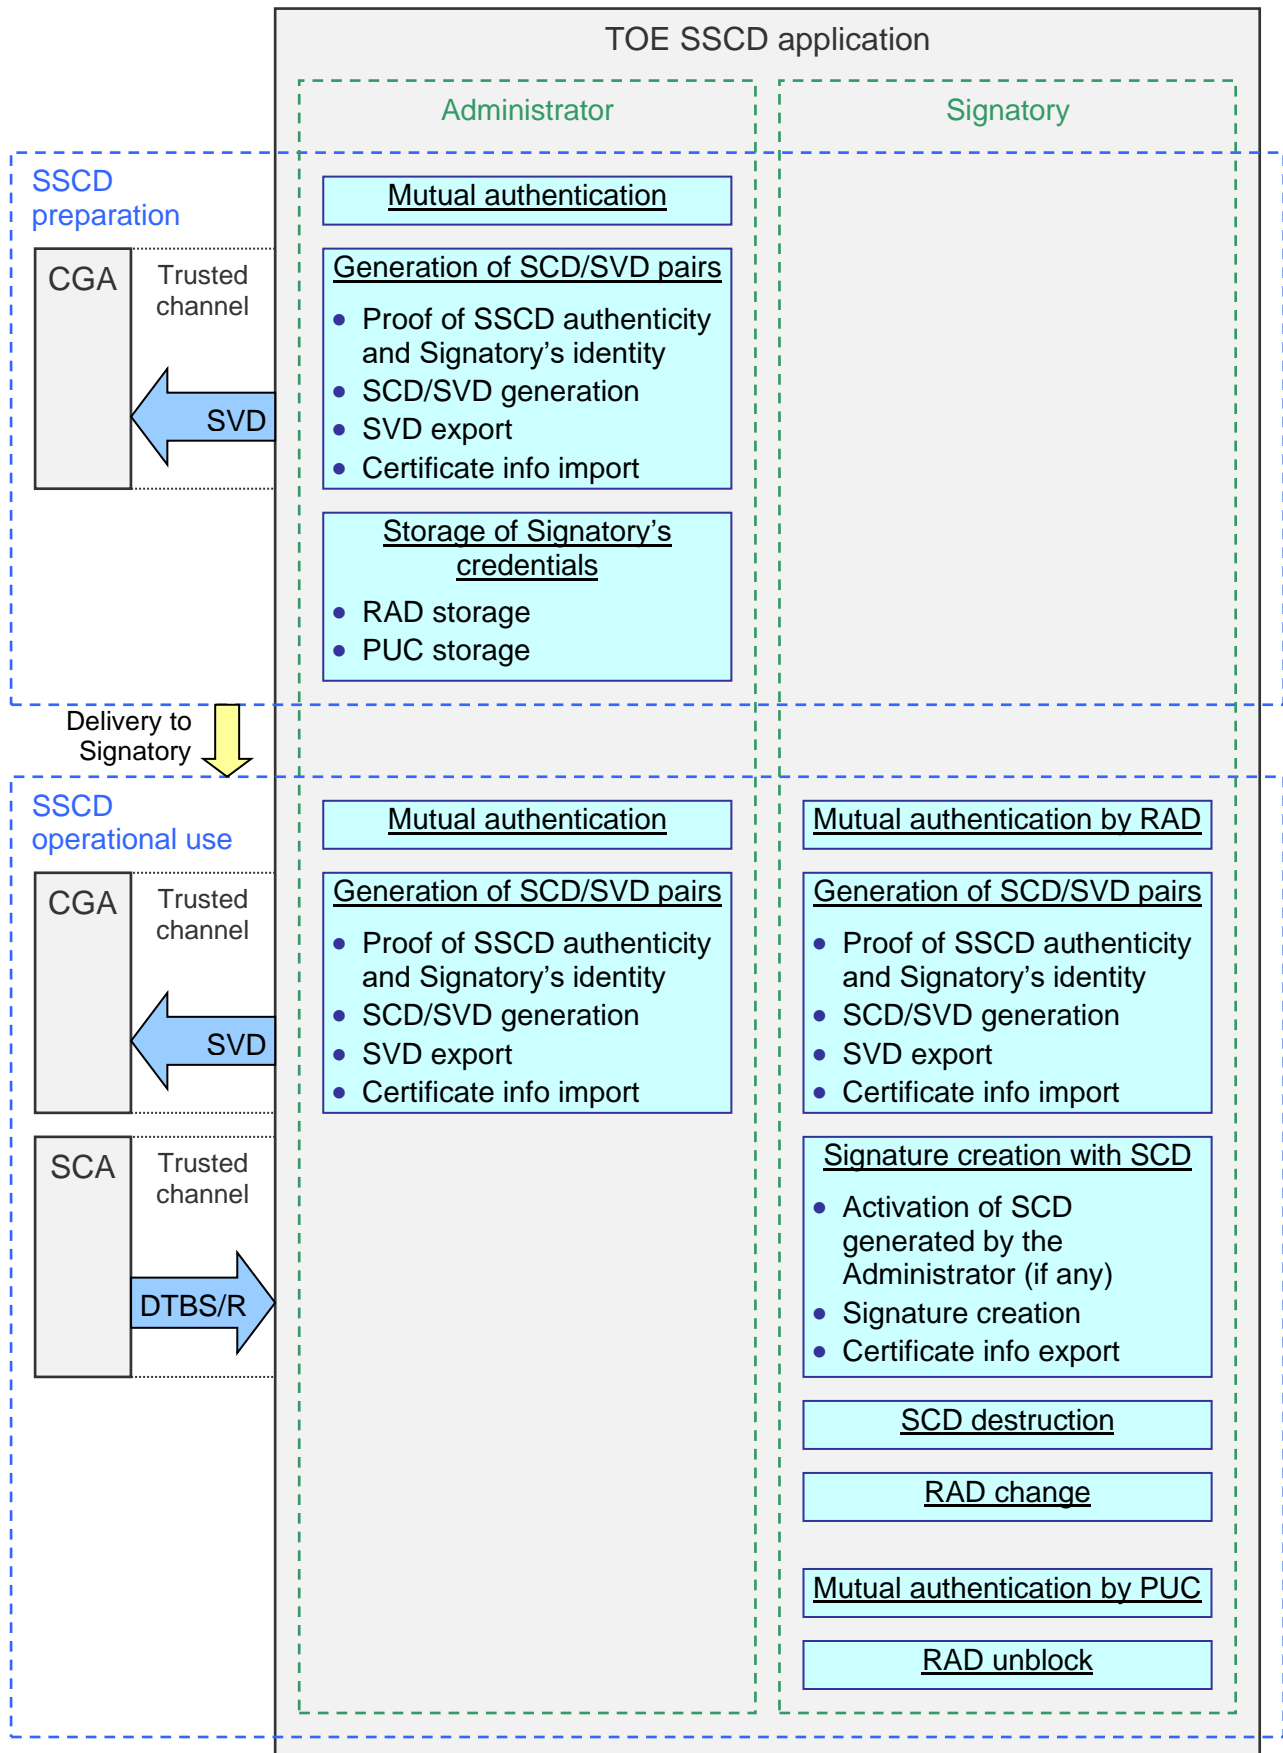 TOE SSCD application
Administrator
Signatory
SSCD
preparation
Mutual authentication
CGA
Trusted
channel
SVD
Generation of SCD/SVD pairs
• Proof of SSCD authenticity
and Signatory’s identity
• SCD/SVD generation
• SVD export
• Certificate info import
Storage of Signatory’s
credentials
• RAD storage
• PUC storage
Delivery to
Signatory
SSCD
operational use
Mutual authentication
Mutual authentication by RAD
CGA
Trusted
channel
SVD
Generation of SCD/SVD pairs
• Proof of SSCD authenticity
and Signatory’s identity
• SCD/SVD generation
• SVD export
• Certificate info import
Generation of SCD/SVD pairs
• Proof of SSCD authenticity
and Signatory’s identity
• SCD/SVD generation
• SVD export
• Certificate info import
SCA
Trusted
channel
DTBS/R
Signature creation with SCD
• Activation of SCD
generated by the
Administrator (if any)
• Signature creation
• Certificate info export
SCD destruction
RAD change
Mutual authentication by PUC
RAD unblock